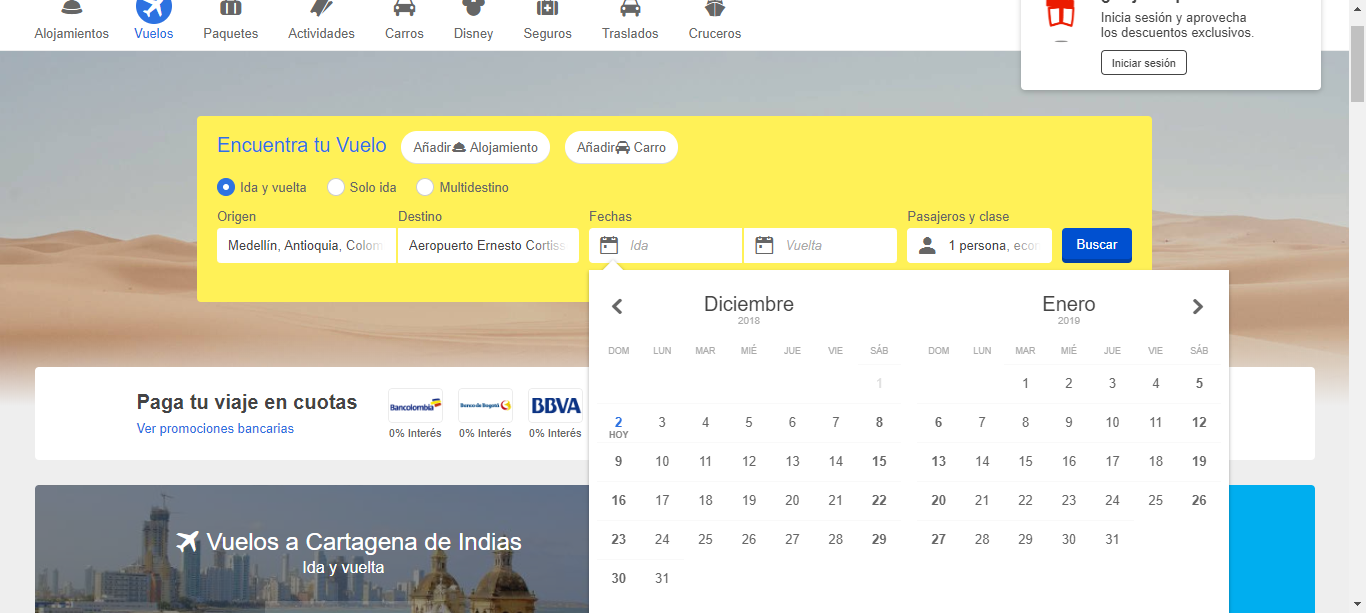 Alojamientos Vuelos Paquetes Actividades Carros Disney Seguros Traslados Cruceros
Inicia sesión y aprovecha
los descuentos exclusivos.
Iniciar sesión
Encuentra tu Vuelo Añadir Alojamiento Añadir Carro
Ida y vuelta Solo ida Multidestino
Origen Destino Fechas Pasajeros y clase
Medellín, Antioquia, Colom Aeropuerto Ernesto Cortiss Ida Vuelta 1 persona, econ Buscar
Diciembre Enero
2018 2019
DOM LUN MAR MIÉ JUE VIE SÁB DOM LUN MAR MIÉ JUE VIE SÁB
1 1 2 3 4 5
2 3 4 5 6 7 8 6 7 8 9 10 11 12
HOY
9 10 11 12 13 14 15 13 14 15 16 17 18 19
16 17 18 19 20 21 22 20 21 22 23 24 25 26
23 24 25 26 27 28 29 27 28 29 30 31
30 31
Paga tu viaje en cuotas
Ver promociones bancarias
Bancolombia Banco de Bogotá BBVA
0% Interés 0% Interés 0% Interés
Vuelos a Cartagena de Indias
Ida y vuelta